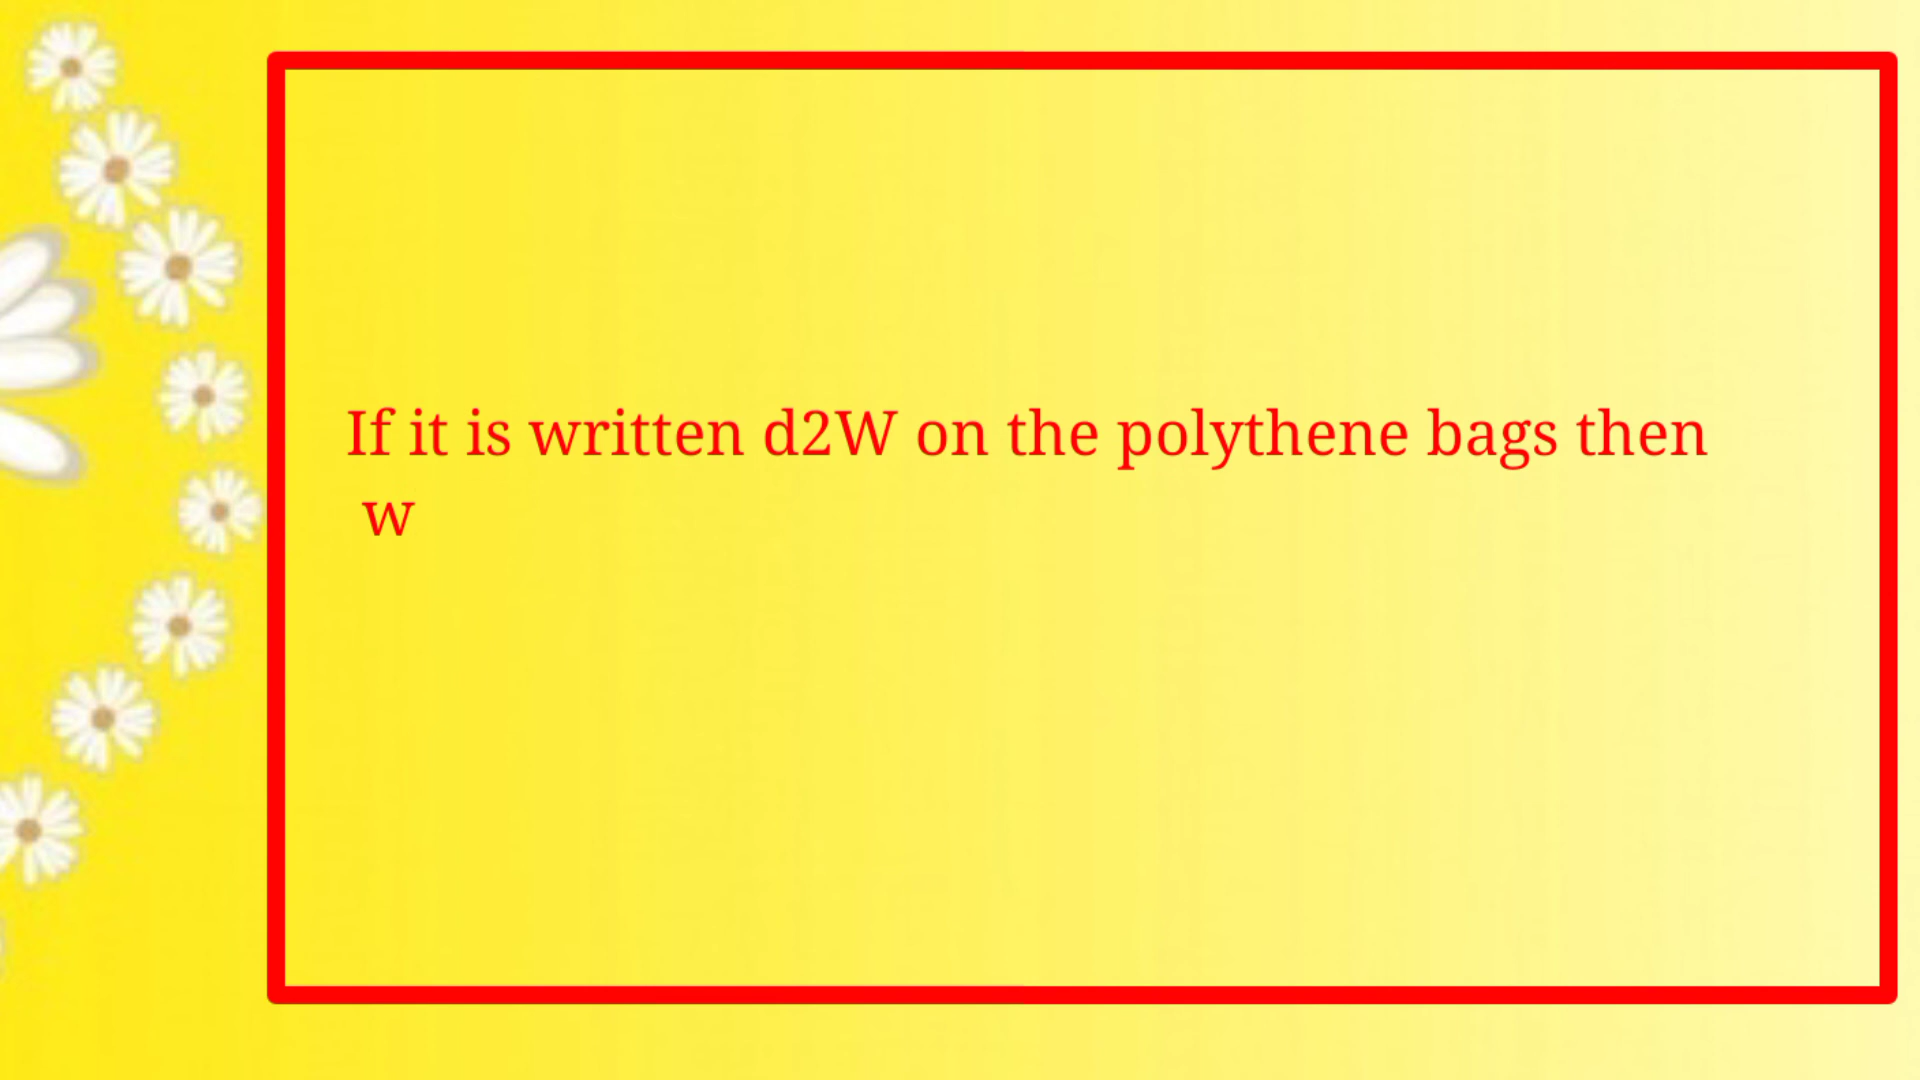 If it is written d2W on the polythene bags then
w